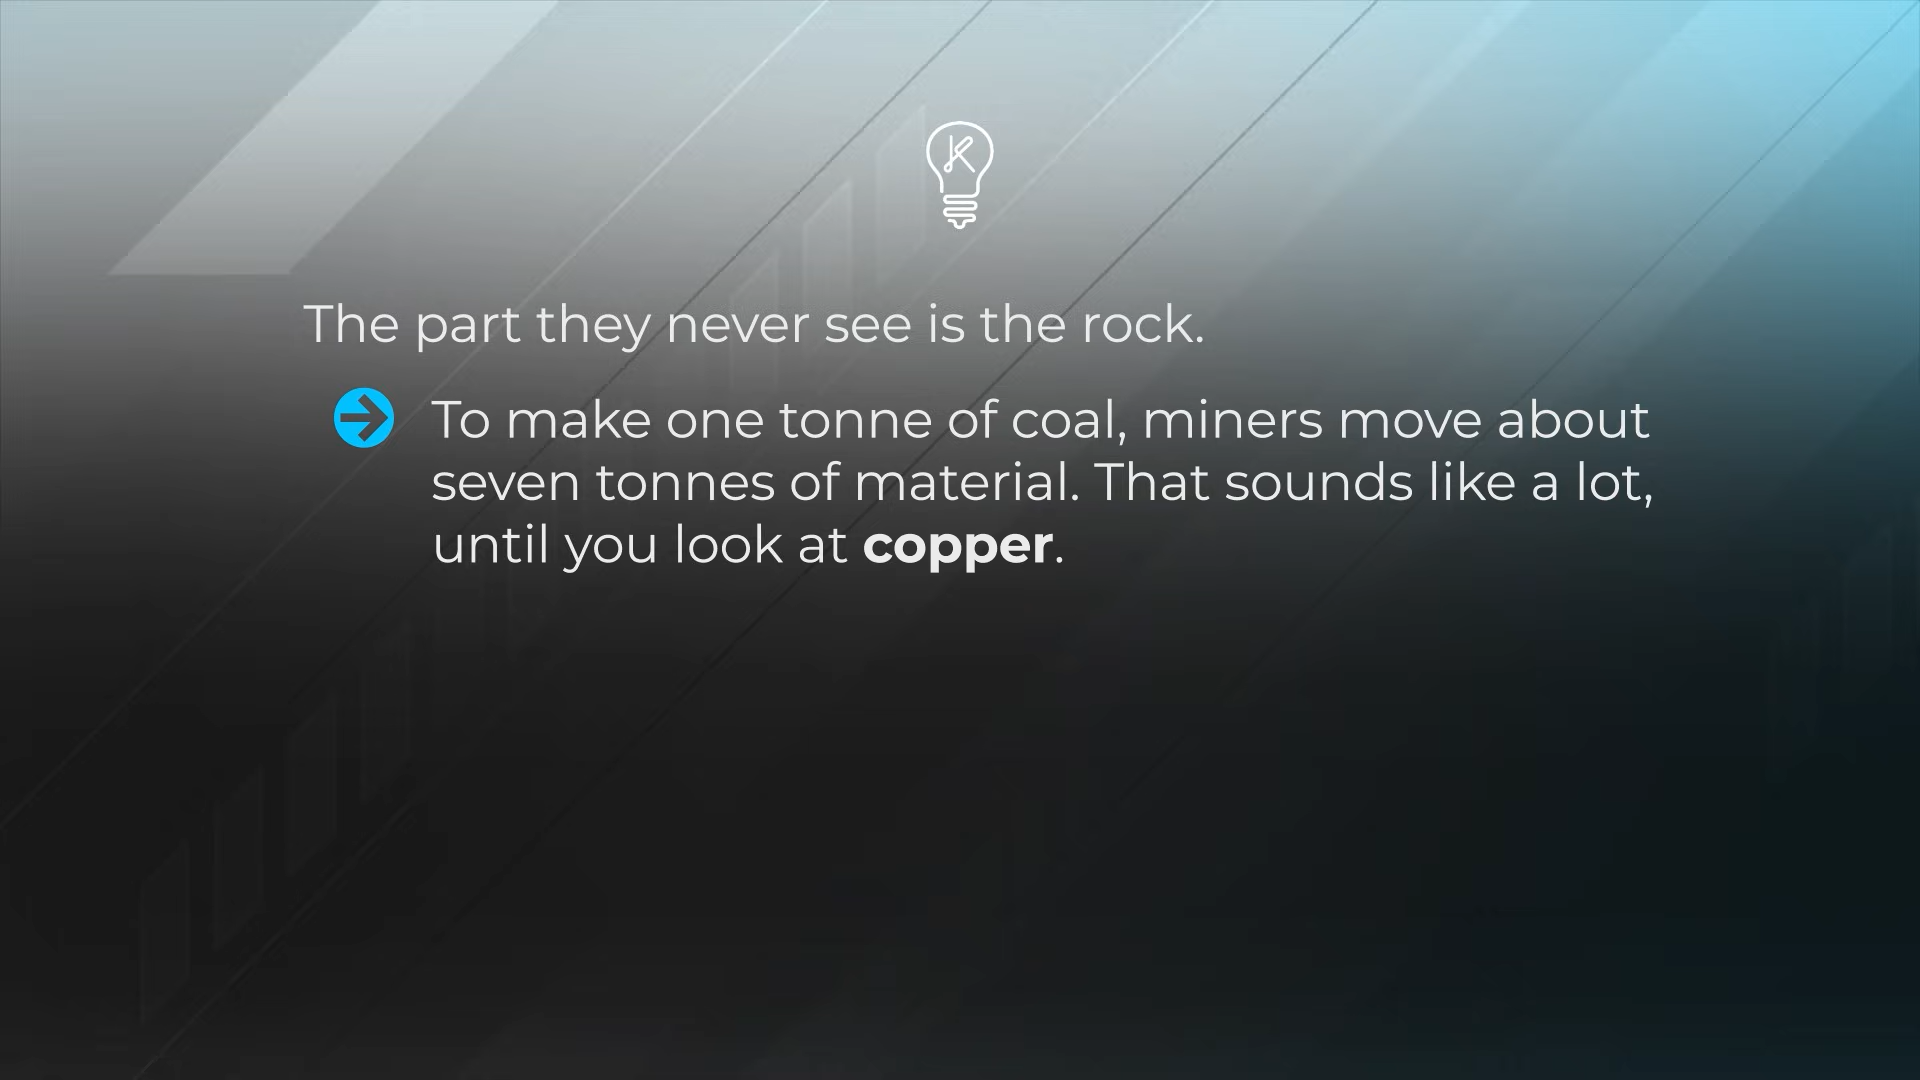 The part they never see is the rock.
To make one tonne of coal, miners move about
seven tonnes of material. That sounds like a lot,
until you look at copper.